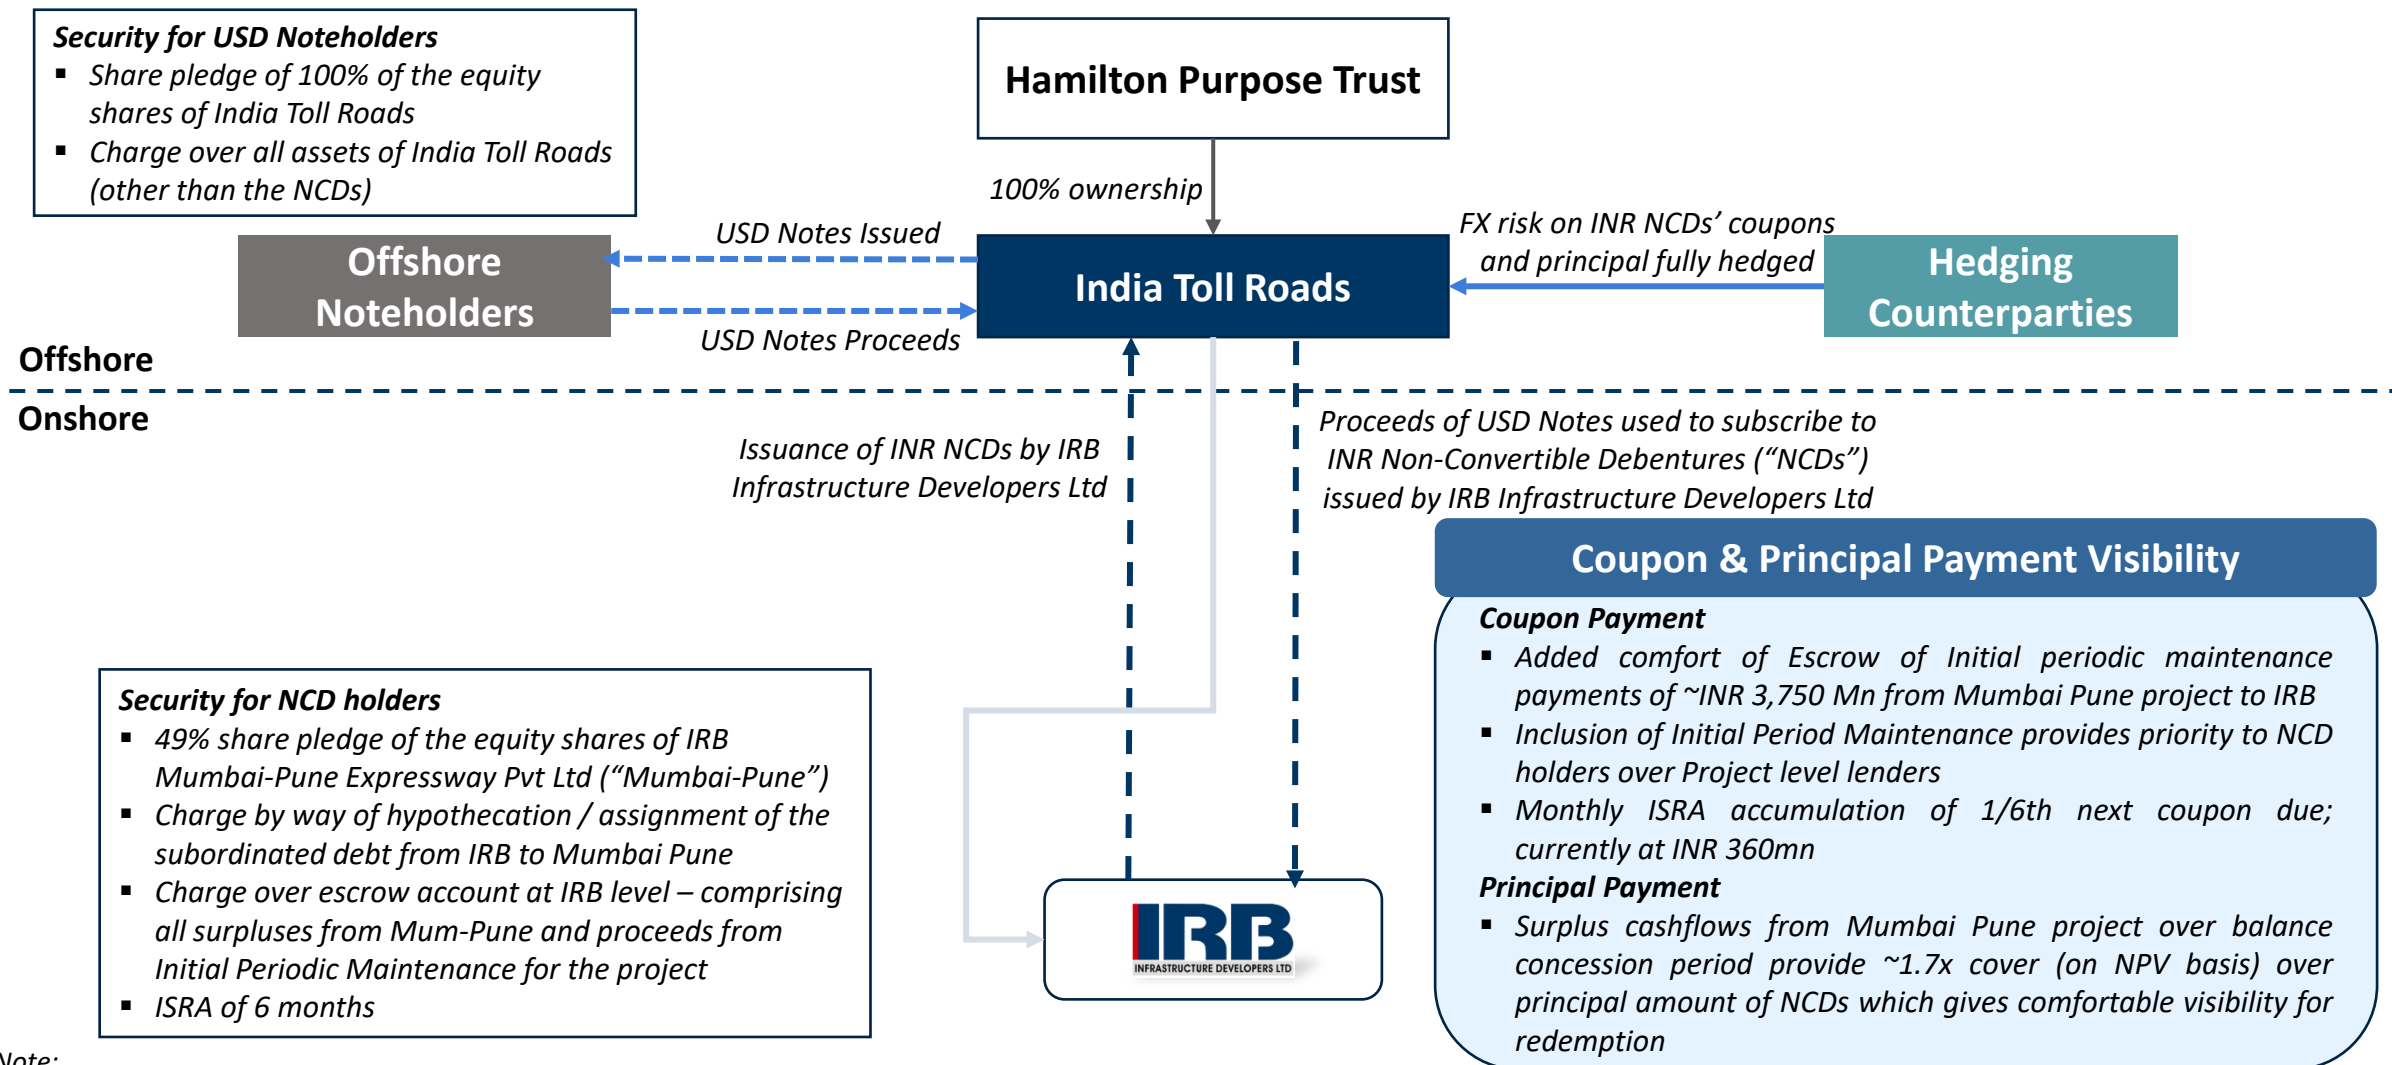 Security for USD Noteholders
▪ Share pledge of 100% of the equity
shares of India Toll Roads
▪ Charge over all assets of India Toll Roads
(other than the NCDs)
Hamilton Purpose Trust
100% ownership
USD Notes Issued
FX risk on INR NCDs’ coupons
and principal fully hedged
Offshore
Noteholders
India Toll Roads
Hedging
Counterparties
USD Notes Proceeds
Offshore
Onshore
Issuance of INR NCDs by IRB
Infrastructure Developers Ltd
Proceeds of USD Notes used to subscribe to
INR Non-Convertible Debentures (“NCDs”)
issued by IRB Infrastructure Developers Ltd
Coupon & Principal Payment Visibility
Coupon Payment
▪ Added comfort of Escrow of Initial periodic maintenance
payments of ~INR 3,750 Mn from Mumbai Pune project to IRB
▪ Inclusion of Initial Period Maintenance provides priority to NCD
holders over Project level lenders
▪ Monthly ISRA accumulation of 1/6th next coupon due;
currently at INR 360mn
Principal Payment
▪ Surplus cashflows from Mumbai Pune project over balance
concession period provide ~1.7x cover (on NPV basis) over
principal amount of NCDs which gives comfortable visibility for
redemption
Security for NCD holders
▪ 49% share pledge of the equity shares of IRB
Mumbai-Pune Expressway Pvt Ltd (“Mumbai-Pune”)
▪ Charge by way of hypothecation / assignment of the
subordinated debt from IRB to Mumbai Pune
▪ Charge over escrow account at IRB level – comprising
all surpluses from Mum-Pune and proceeds from
Initial Periodic Maintenance for the project
▪ ISRA of 6 months
IRB
INFRASTRUCTURE DEVELOPERS LTD
Note: